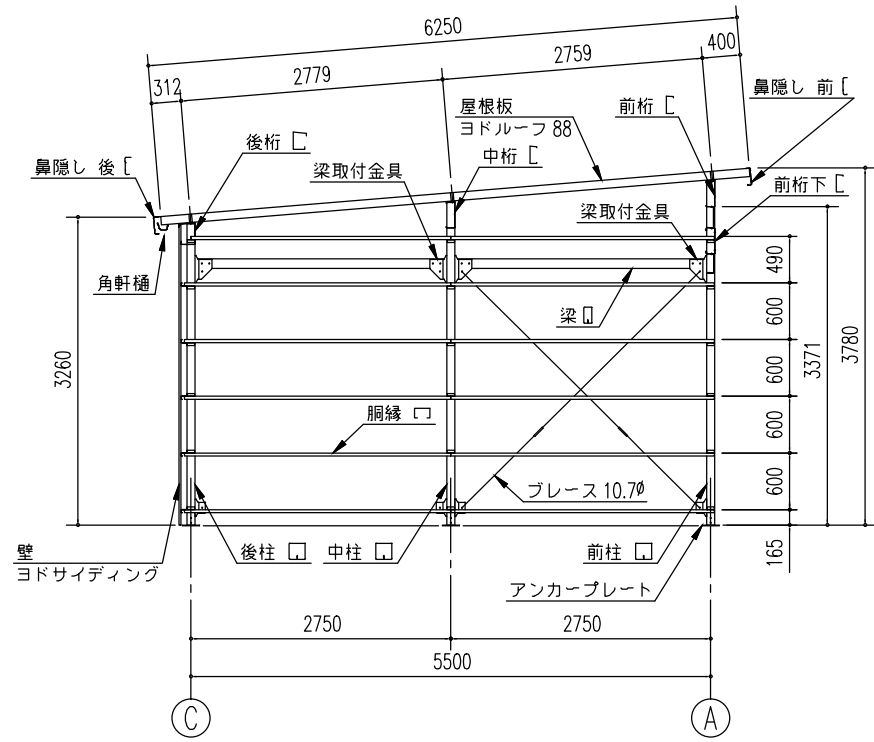 6250
312
2779
2759
400
鼻隠し 前
屋根板
ヨドルーフ 88
前桁
後桁
中桁
鼻隠し 後
梁取付金具
前桁下
梁取付金具
角軒樋
梁
490
600
600
600
600
165
3371
3780
3260
胴縁
ブレース 10.7φ
壁
ヨドサイディング
後柱
中柱
前柱
アンカープレート
2750
2750
5500
C
A